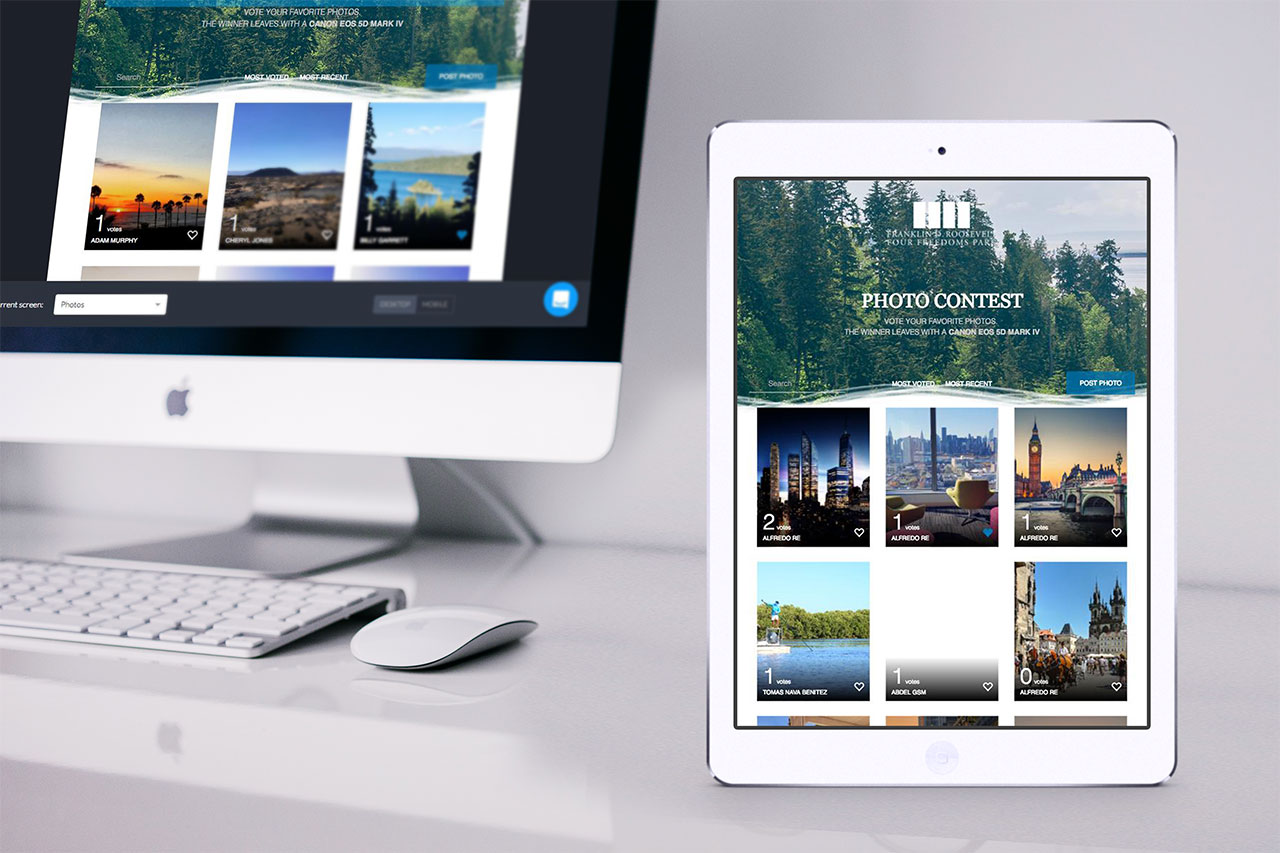 VOTE YOUR FAVORITE PHOTOS.
THE WINNER LEAVES WITH A CANON EOS 5D MARK IV
Search
MOST VOTED
MOST RECENT
POST PHOTO
1 votes
ADAM MURPHY
1 votes
CHERYL JONES
1 votes
BILLY GARRETT
rrent screen:
Photos
DESKTOP
MOBILE
FRANKLIN D. ROOSEVELT
FOUR FREEDOMS PARK
PHOTO CONTEST
VOTE YOUR FAVORITE PHOTOS.
THE WINNER LEAVES WITH A CANON EOS 5D MARK IV
Search
MOST VOTED
MOST RECENT
POST PHOTO
2 votes
ALFREDO RE
1 votes
ALFREDO RE
1 votes
ALFREDO RE
1 votes
TOMAS NAVA BENITEZ
1 votes
ABDEL GSM
0 votes
ALFREDO RE